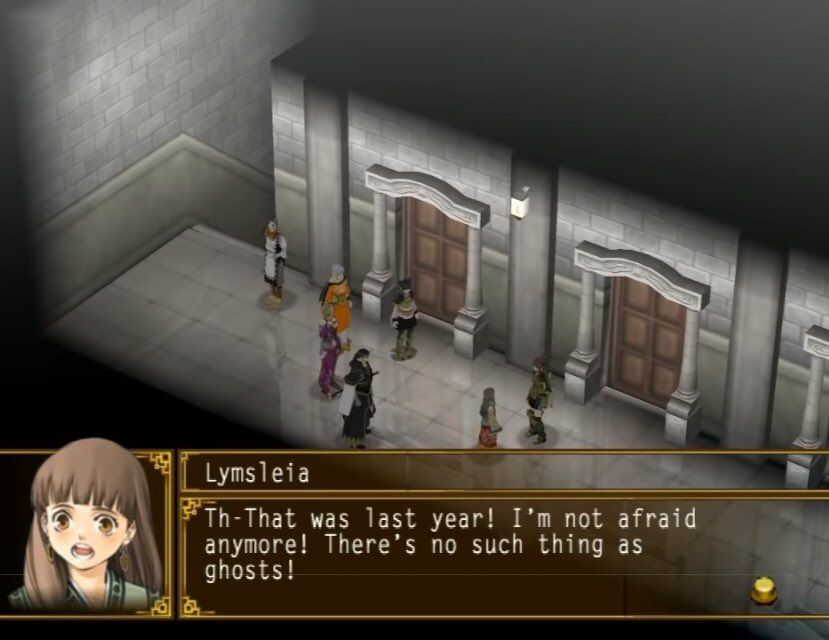 Lymsleia
Th-That was last year! I'm not afraid
anymore! There's no such thing as
ghosts!